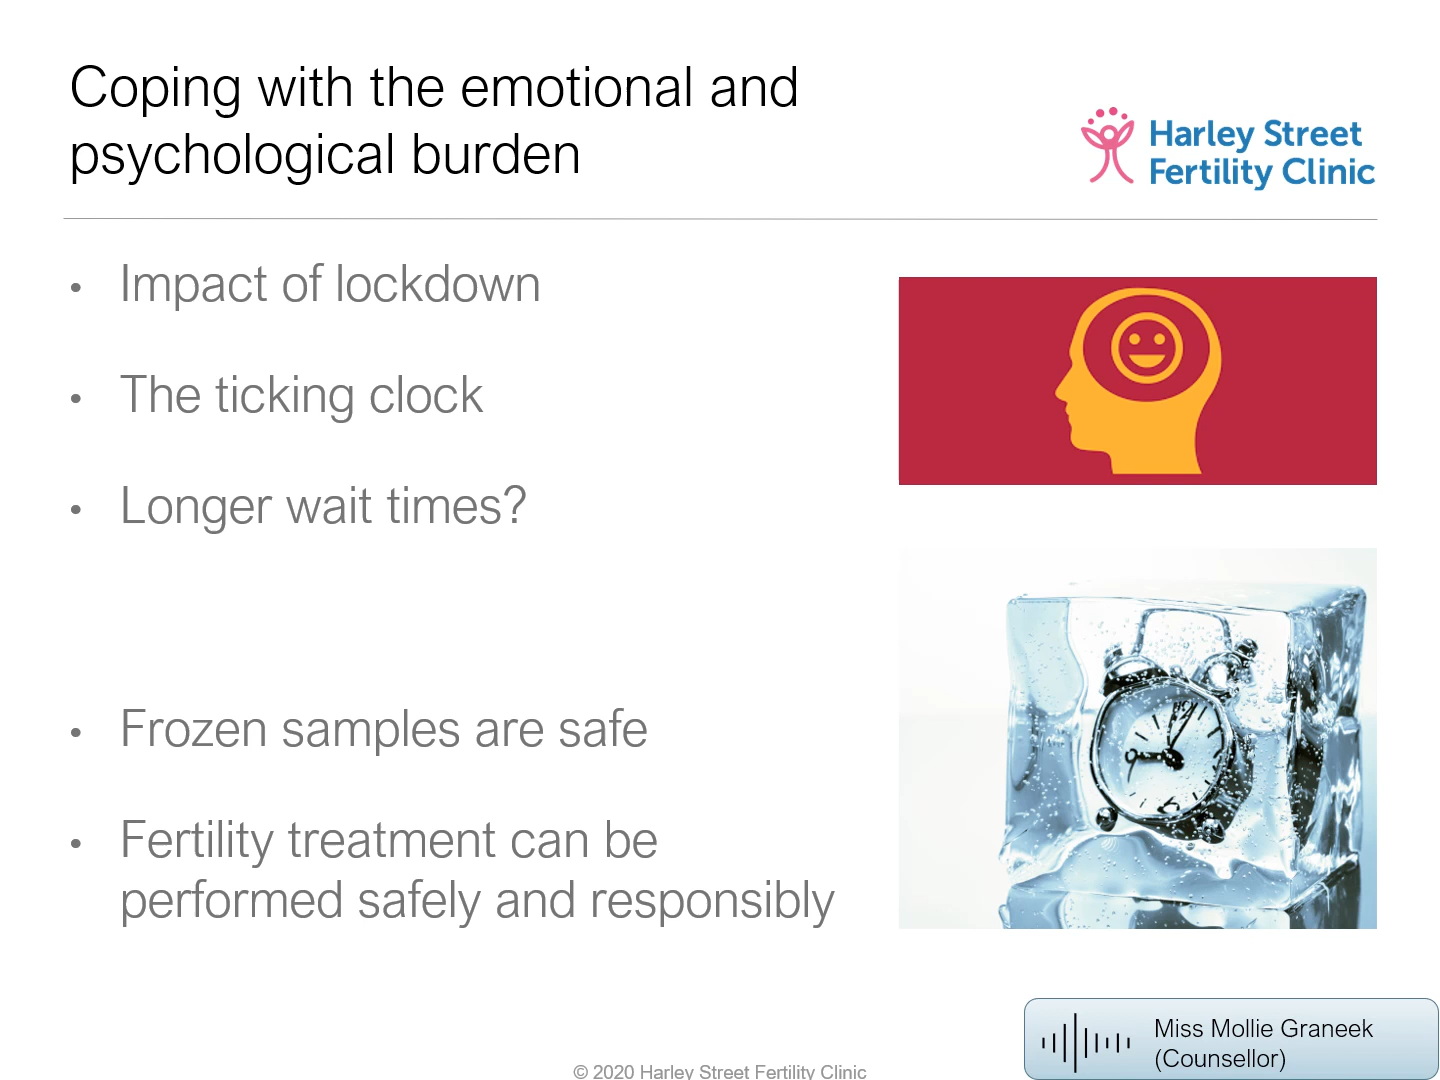 Coping with the emotional and
psychological burden
Harley Street
Fertility Clinic
• Impact of lockdown
• The ticking clock
• Longer wait times?
• Frozen samples are safe
• Fertility treatment can be
performed safely and responsibly
Miss Mollie Graneek
(Counsellor)
© 2020 Harley Street Fertility Clinic